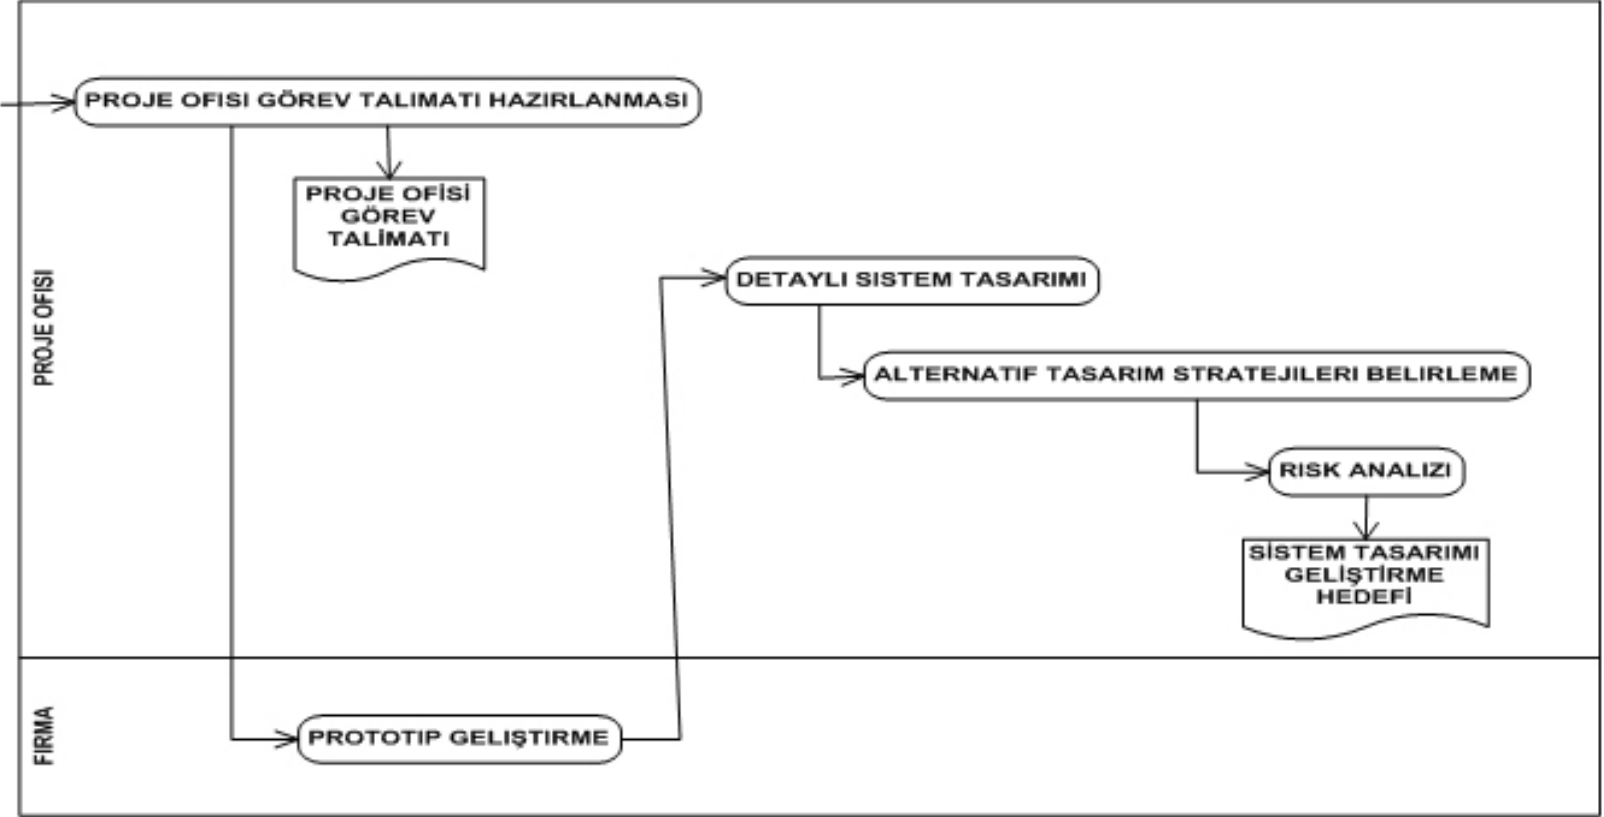 PROJE OFISI GÖREV TALIMATI HAZIRLANMASI
PROJE OFİSİ
GÖREV
TALİMATI
PROJE OFISI
DETAYLI SISTEM TASARIMI
ALTERNATIF TASARIM STRATEJILERI BELIRLEME
RISK ANALIZI
SİSTEM TASARIMI
GELİŞTİRME
HEDEFİ
FIRMA
PROTOTIP GELIŞTIRME